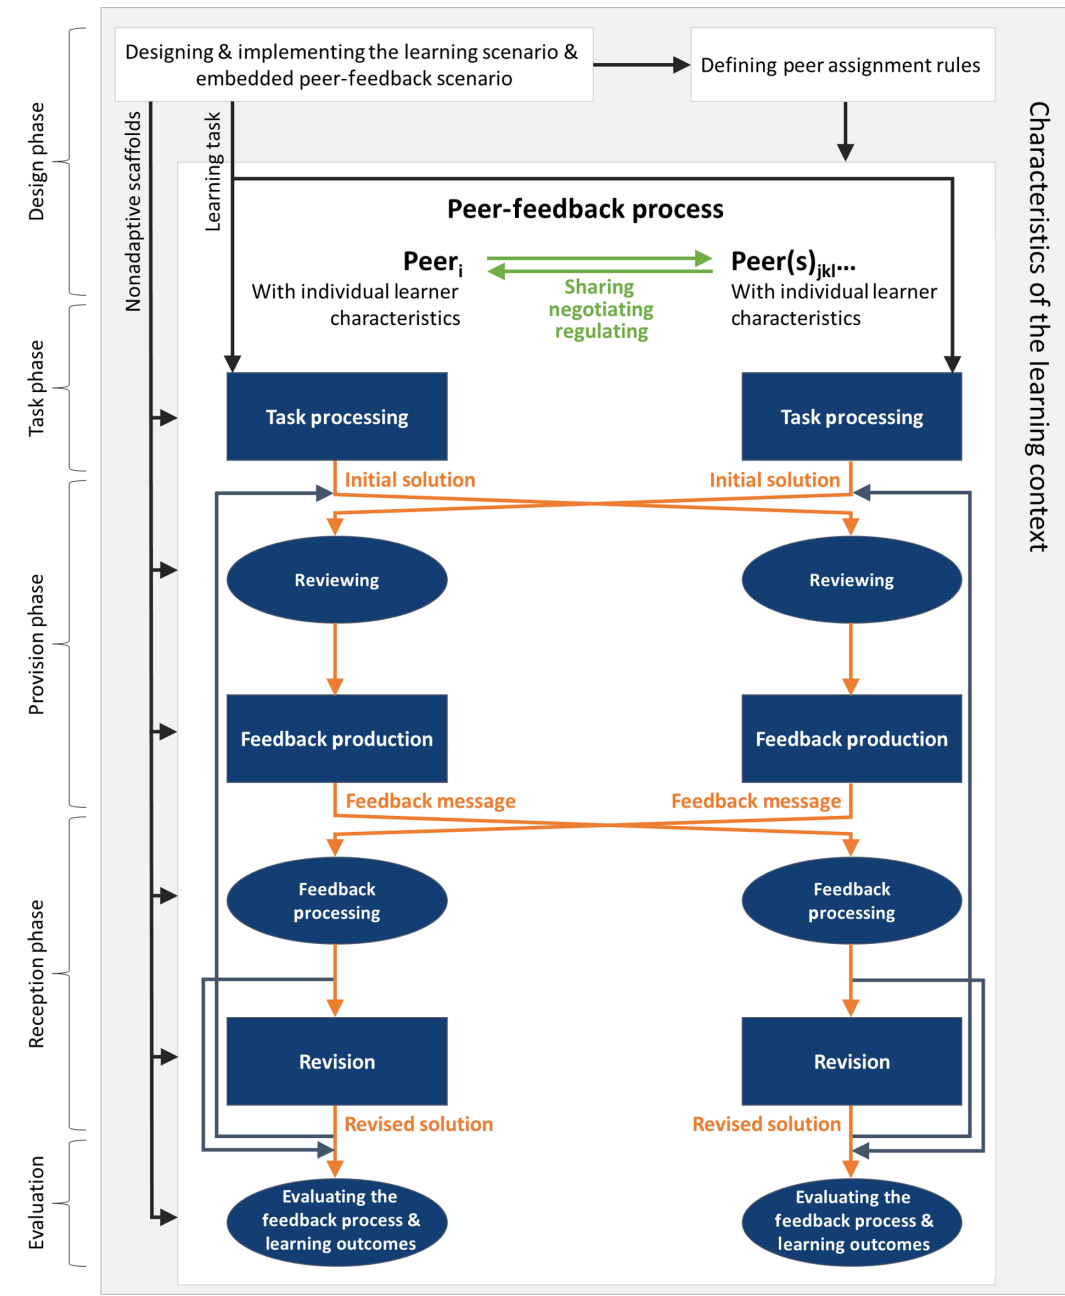 Designing & implementing the learning scenario &
embedded peer-feedback scenario
Defining peer assignment rules
Characteristics of the learning context
Design phase
Nonadaptive scaffolds
Learning task
Peer-feedback process
Peerᵢ
With individual learner
characteristics
Sharing
negotiating
regulating
Peer(s)jkl...
With individual learner
characteristics
Task phase
Task processing
Task processing
Initial solution
Initial solution
Provision phase
Reviewing
Reviewing
Feedback production
Feedback production
Feedback message
Feedback message
Reception phase
Feedback
processing
Feedback
processing
Revision
Revision
Revised solution
Revised solution
Evaluation
Evaluating the
feedback process &
learning outcomes
Evaluating the
feedback process &
learning outcomes